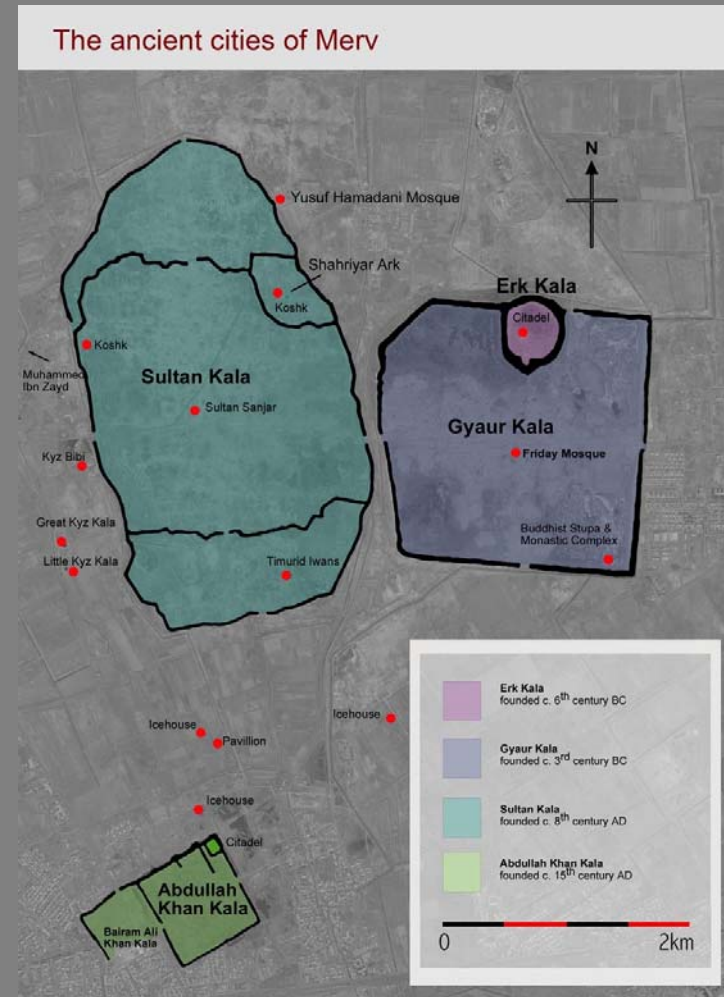 The ancient cities of Merv
N
Yusuf Hamadani Mosque
Shahriyar Ark
Koshk
Erk Kala
Citadel
Koshk
Muhammed
Ibn Zayd
Sultan Kala
Sultan Sanjar
Gyaur Kala
Friday Mosque
Kyz Bibi
Great Kyz Kala
Little Kyz Kala
Timurid Iwans
Buddhist Stupa &
Monastic Complex
Icehouse
Pavillion
Icehouse
Icehouse
Citadel
Abdullah
Khan Kala
Bairam Ali
Khan Kala
Erk Kala
founded c. 6th century BC
Gyaur Kala
founded c. 3rd century BC
Sultan Kala
founded c. 8th century AD
Abdullah Khan Kala
founded c. 15th century AD
0 2km